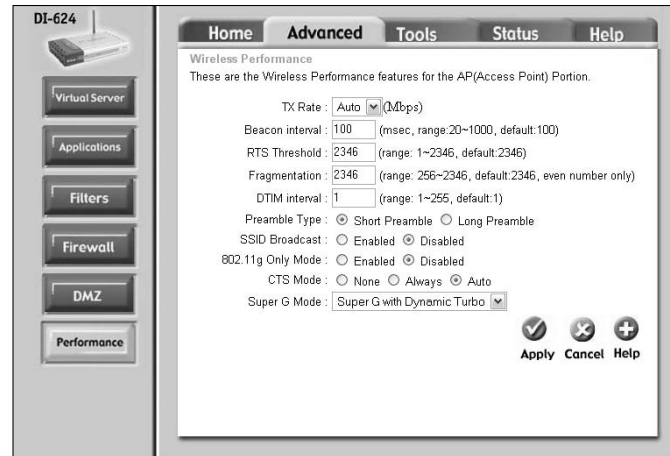 DI-624
Home Advanced Tools Status Help
Virtual Server
Applications
Filters
Firewall
DMZ
Performance
Wireless Performance
These are the Wireless Performance features for the AP(Access Point) Portion.
TX Rate : Auto (Mbps)
Beacon interval : 100 (msec, range:20~1000, default:100)
RTS Threshold : 2346 (range: 1~2346, default:2346)
Fragmentation : 2346 (range: 256~2346, default:2346, even number only)
DTIM interval : 1 (range: 1~255, default:1)
Preamble Type : Short Preamble Long Preamble
SSID Broadcast : Enabled Disabled
802.11g Only Mode : Enabled Disabled
CTS Mode : None Always Auto
Super G Mode : Super G with Dynamic Turbo
Apply Cancel Help